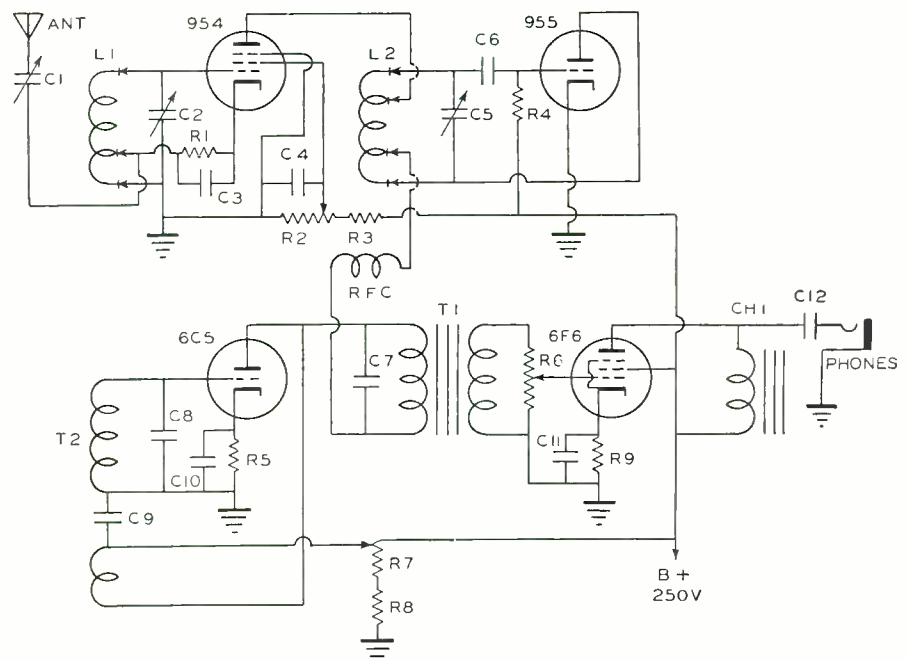 ANT
954
955
L1
L2
C6
C1
C2
C5
R4
R1
C4
C3
R2
R3
RFC
T1
CH1
C12
6C5
6F6
R6
C7
PHONES
C8
T2
C11
R5
R9
C10
C9
R7
B+
250V
R8